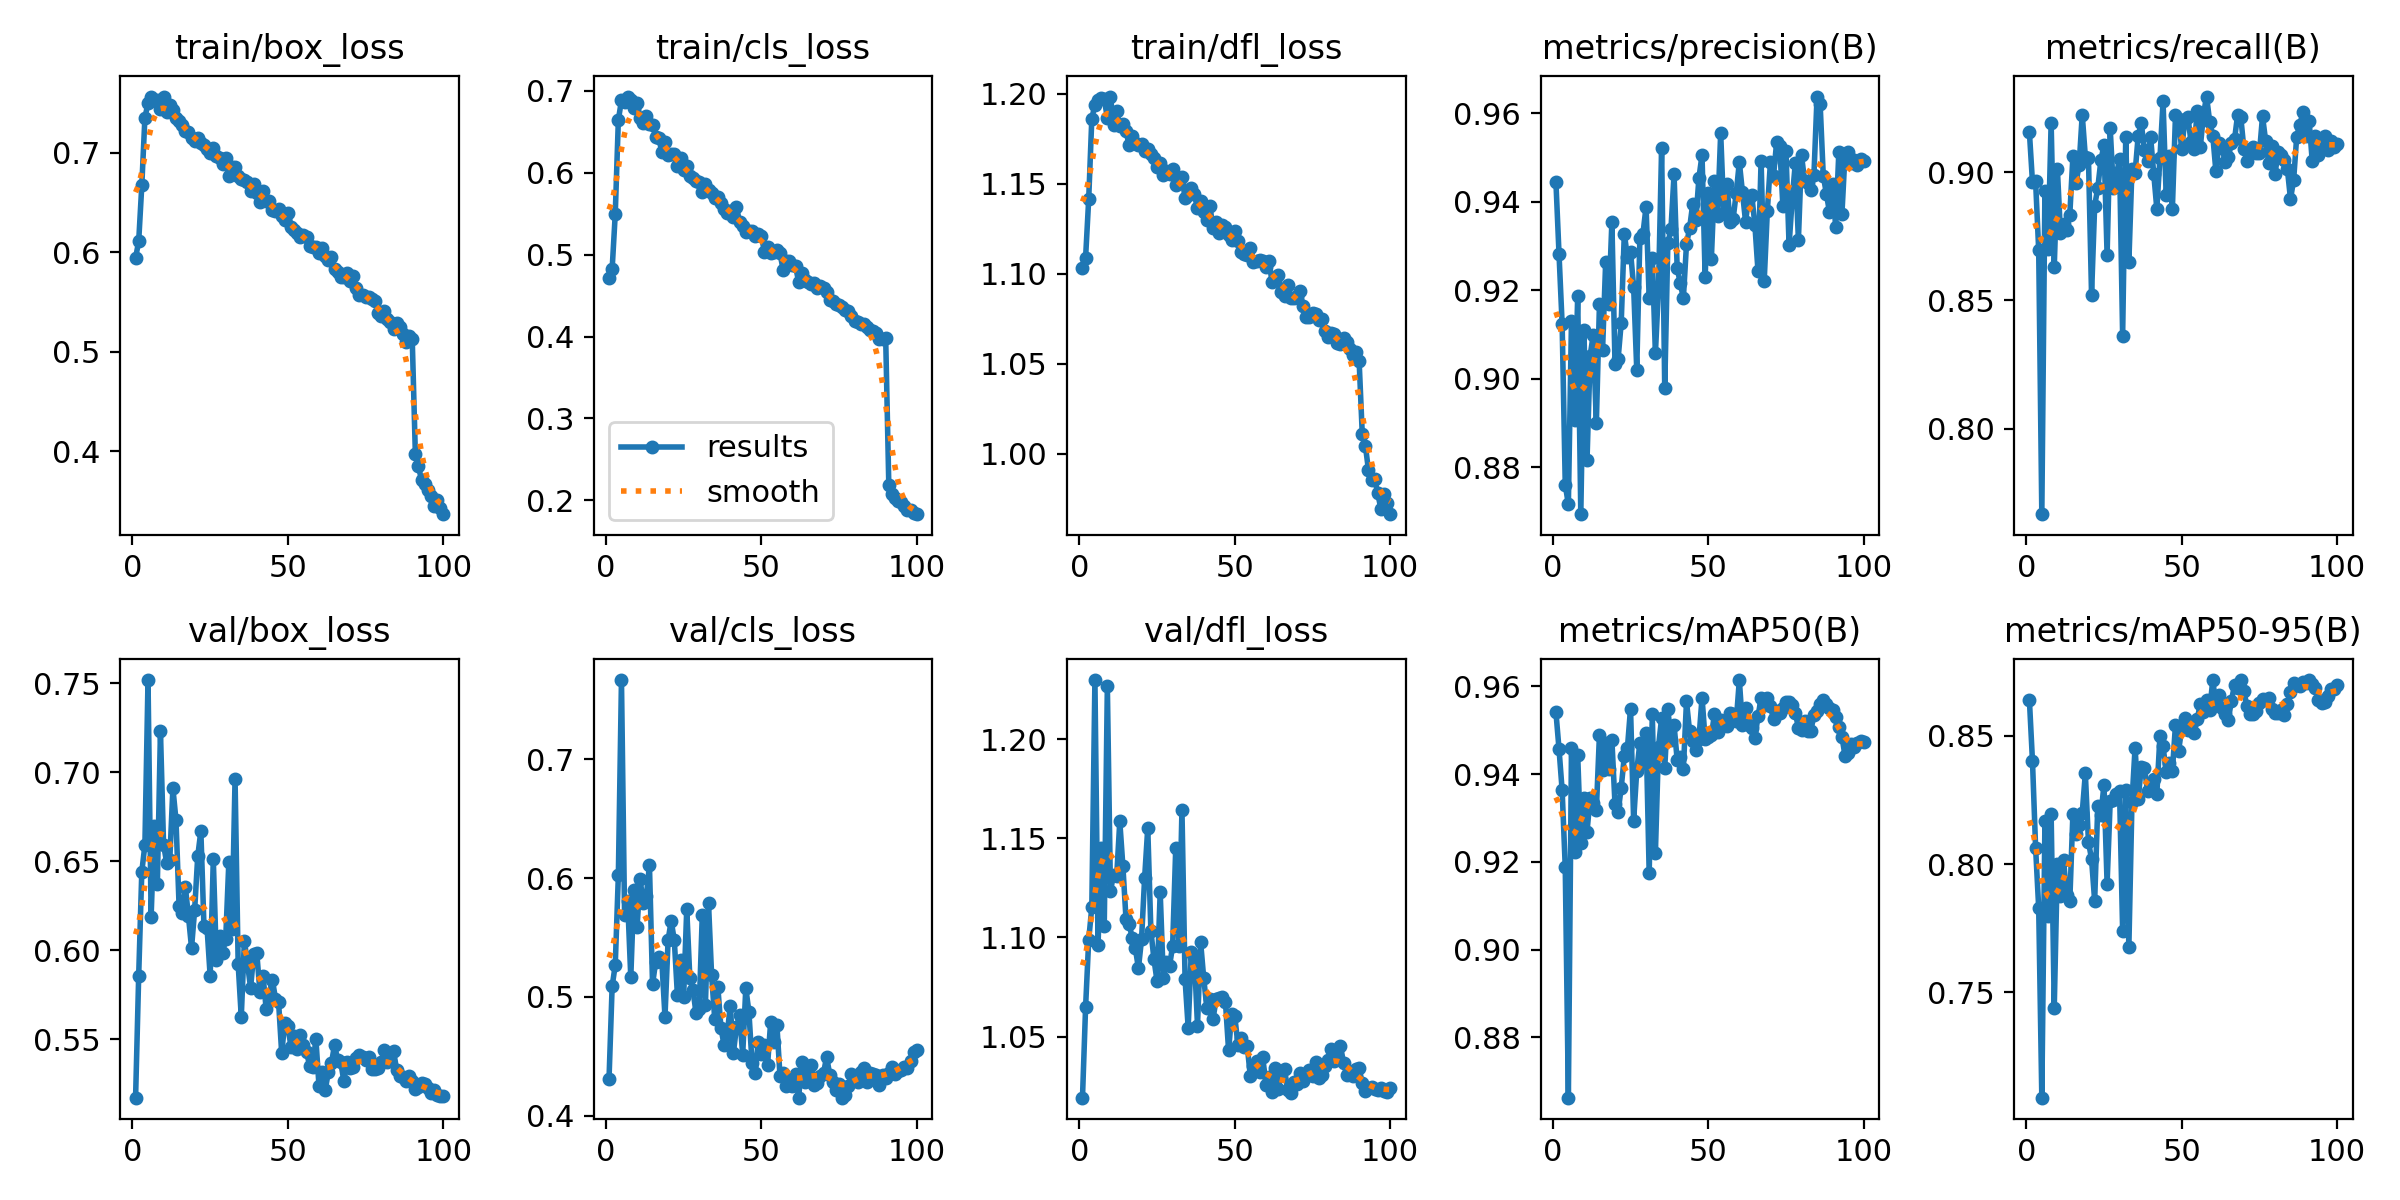 train/box_loss
train/cls_loss
train/dfl_loss
metrics/precision(B)
metrics/recall(B)
0.7
0.6
0.5
0.4
0 50 100
0.7
0.6
0.5
0.4
0.3
0.2
results
smooth
0 50 100
1.20
1.15
1.10
1.05
1.00
0 50 100
0.96
0.94
0.92
0.90
0.88
0 50 100
0.90
0.85
0.80
0 50 100
val/box_loss
val/cls_loss
val/dfl_loss
metrics/mAP50(B)
metrics/mAP50-95(B)
0.75
0.70
0.65
0.60
0.55
0 50 100
0.7
0.6
0.5
0.4
0 50 100
1.20
1.15
1.10
1.05
0 50 100
0.96
0.94
0.92
0.90
0.88
0 50 100
0.85
0.80
0.75
0 50 100